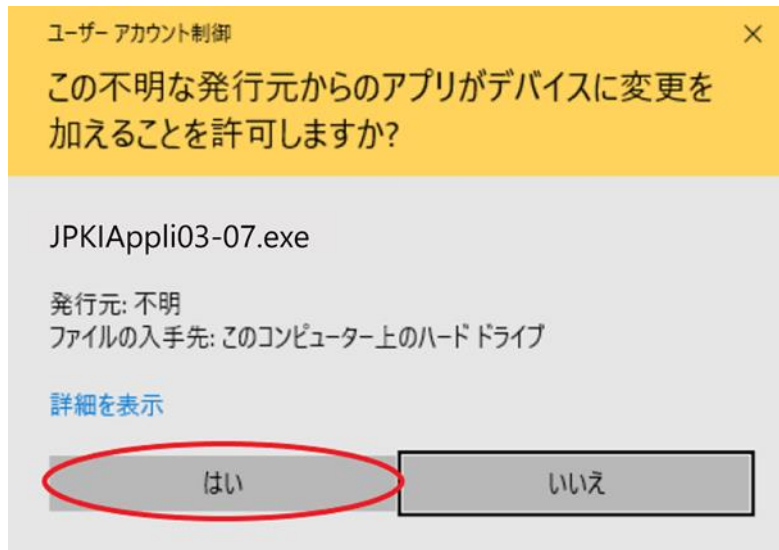 ユーザー アカウント制御
この不明な発行元からのアプリがデバイスに変更を
加えることを許可しますか?
JPKIAppli03-07.exe
発行元: 不明
ファイルの入手先: このコンピューター上のハード ドライブ
詳細を表示
はい
いいえ